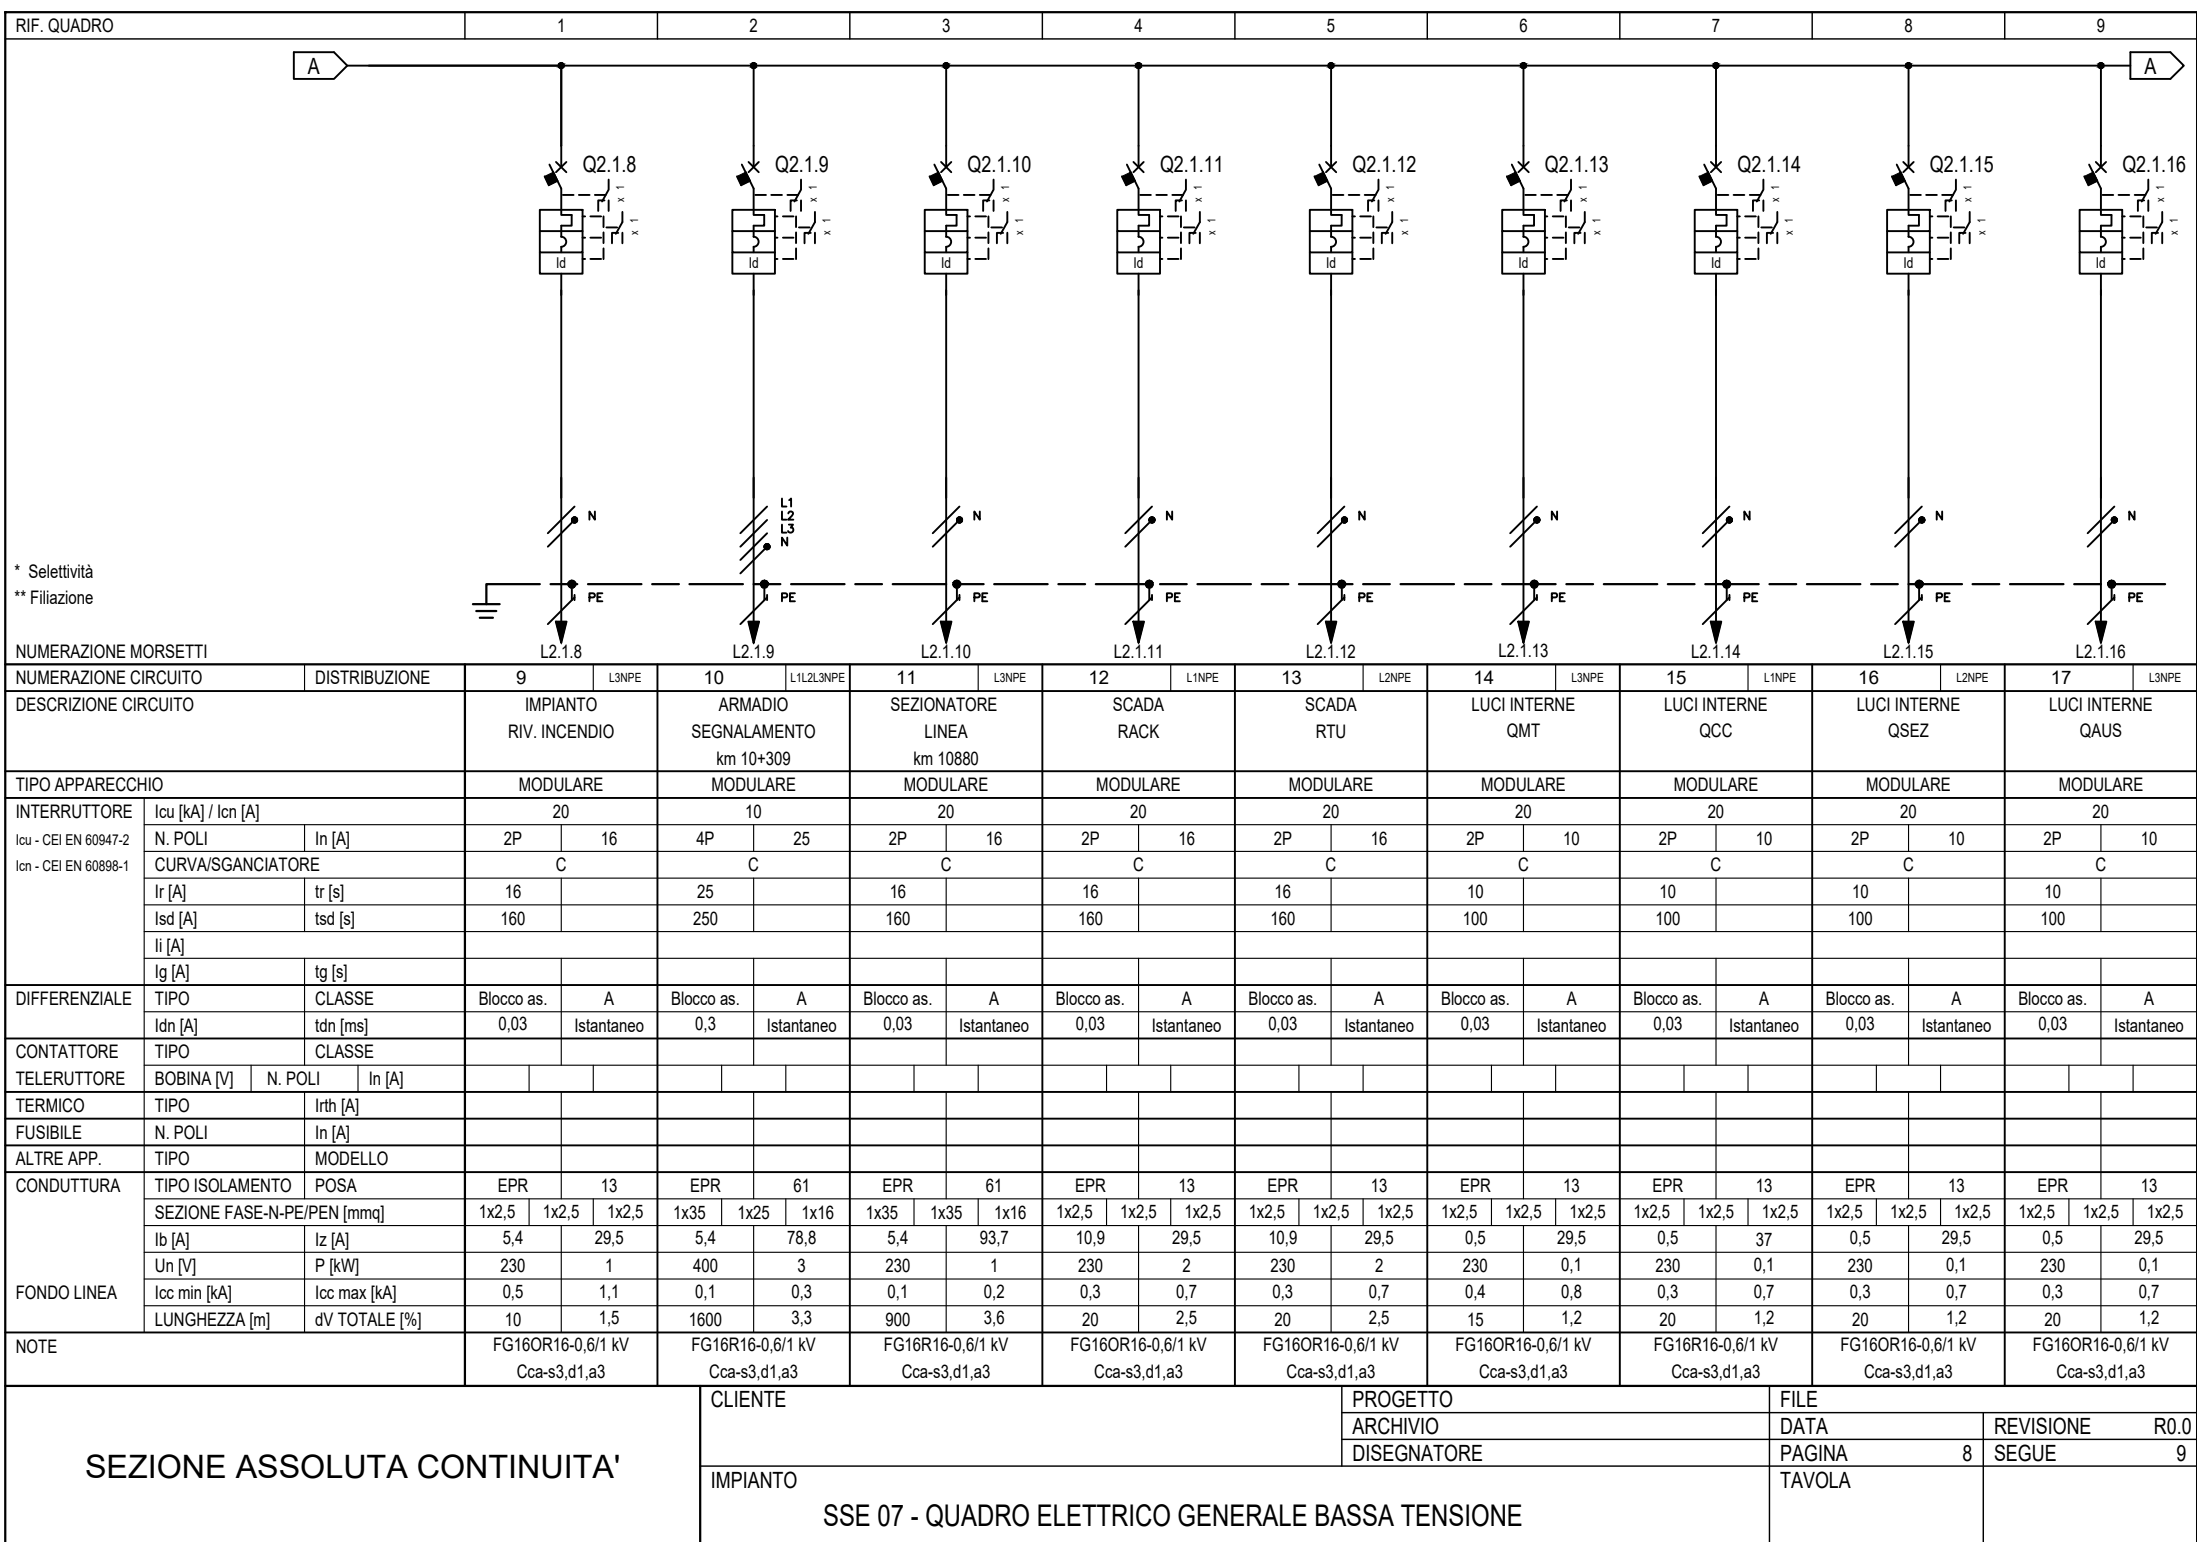 RIF. QUADRO 1 2 3 4 5 6 7 8 9
A A
Q2.1.8 Q2.1.9 Q2.1.10 Q2.1.11 Q2.1.12 Q2.1.13 Q2.1.14 Q2.1.15 Q2.1.16
Id Id Id Id Id Id Id Id Id
L1
L2
L3
N N N N N N N N N
* Selettività
** Filiazione
PE PE PE PE PE PE PE PE PE
NUMERAZIONE MORSETTI L2.1.8 L2.1.9 L2.1.10 L2.1.11 L2.1.12 L2.1.13 L2.1.14 L2.1.15 L2.1.16
NUMERAZIONE CIRCUITO DISTRIBUZIONE 9 L3NPE 10 L1L2L3NPE 11 L3NPE 12 L1NPE 13 L2NPE 14 L3NPE 15 L1NPE 16 L2NPE 17 L3NPE
DESCRIZIONE CIRCUITO IMPIANTO ARMADIO SEZIONATORE SCADA SCADA LUCI INTERNE LUCI INTERNE LUCI INTERNE LUCI INTERNE
RIV. INCENDIO SEGNALAMENTO LINEA RACK RTU QMT QCC QSEZ QAUS
km 10+309 km 10880
TIPO APPARECCHIO MODULARE MODULARE MODULARE MODULARE MODULARE MODULARE MODULARE MODULARE MODULARE
INTERRUTTORE Icu [kA] / Icn [A] 20 10 20 20 20 20 20 20 20
Icu - CEI EN 60947-2 N. POLI In [A] 2P 16 4P 25 2P 16 2P 16 2P 16 2P 10 2P 10 2P 10 2P 10
Icn - CEI EN 60898-1 CURVA/SGANCIATORE C C C C C C C C C
Ir [A] tr [s] 16 25 16 16 16 10 10 10 10
Isd [A] tsd [s] 160 250 160 160 160 100 100 100 100
Ii [A]
Ig [A] tg [s]
DIFFERENZIALE TIPO CLASSE Blocco as. A Blocco as. A Blocco as. A Blocco as. A Blocco as. A Blocco as. A Blocco as. A Blocco as. A Blocco as. A
Idn [A] tdn [ms] 0,03 Istantaneo 0,3 Istantaneo 0,03 Istantaneo 0,03 Istantaneo 0,03 Istantaneo 0,03 Istantaneo 0,03 Istantaneo 0,03 Istantaneo 0,03 Istantaneo
CONTATTORE TIPO CLASSE
TELERUTTORE BOBINA [V] N. POLI In [A]
TERMICO TIPO Irth [A]
FUSIBILE N. POLI In [A]
ALTRE APP. TIPO MODELLO
CONDUTTURA TIPO ISOLAMENTO POSA EPR 13 EPR 61 EPR 61 EPR 13 EPR 13 EPR 13 EPR 13 EPR 13 EPR 13
SEZIONE FASE-N-PE/PEN [mmq] 1x2,5 1x2,5 1x2,5 1x35 1x25 1x16 1x35 1x35 1x16 1x2,5 1x2,5 1x2,5 1x2,5 1x2,5 1x2,5 1x2,5 1x2,5 1x2,5 1x2,5 1x2,5 1x2,5 1x2,5 1x2,5 1x2,5 1x2,5 1x2,5 1x2,5
Ib [A] Iz [A] 5,4 29,5 5,4 78,8 5,4 93,7 10,9 29,5 10,9 29,5 0,5 29,5 0,5 37 0,5 29,5 0,5 29,5
Un [V] P [kW] 230 1 400 3 230 1 230 2 230 2 230 0,1 230 0,1 230 0,1 230 0,1
FONDO LINEA Icc min [kA] Icc max [kA] 0,5 1,1 0,1 0,3 0,1 0,2 0,3 0,7 0,3 0,7 0,4 0,8 0,3 0,7 0,3 0,7 0,3 0,7
LUNGHEZZA [m] dV TOTALE [%] 10 1,5 1600 3,3 900 3,6 20 2,5 20 2,5 15 1,2 20 1,2 20 1,2 20 1,2
NOTE FG16OR16-0,6/1 kV FG16R16-0,6/1 kV FG16R16-0,6/1 kV FG16OR16-0,6/1 kV FG16OR16-0,6/1 kV FG16OR16-0,6/1 kV FG16OR16-0,6/1 kV FG16OR16-0,6/1 kV FG16OR16-0,6/1 kV
Cca-s3,d1,a3 Cca-s3,d1,a3 Cca-s3,d1,a3 Cca-s3,d1,a3 Cca-s3,d1,a3 Cca-s3,d1,a3 Cca-s3,d1,a3 Cca-s3,d1,a3 Cca-s3,d1,a3
SEZIONE ASSOLUTA CONTINUITA'
CLIENTE
PROGETTO FILE
ARCHIVIO DATA REVISIONE R0.0
DISEGNATORE PAGINA 8 SEGUE 9
IMPIANTO TAVOLA
SSE 07 - QUADRO ELETTRICO GENERALE BASSA TENSIONE